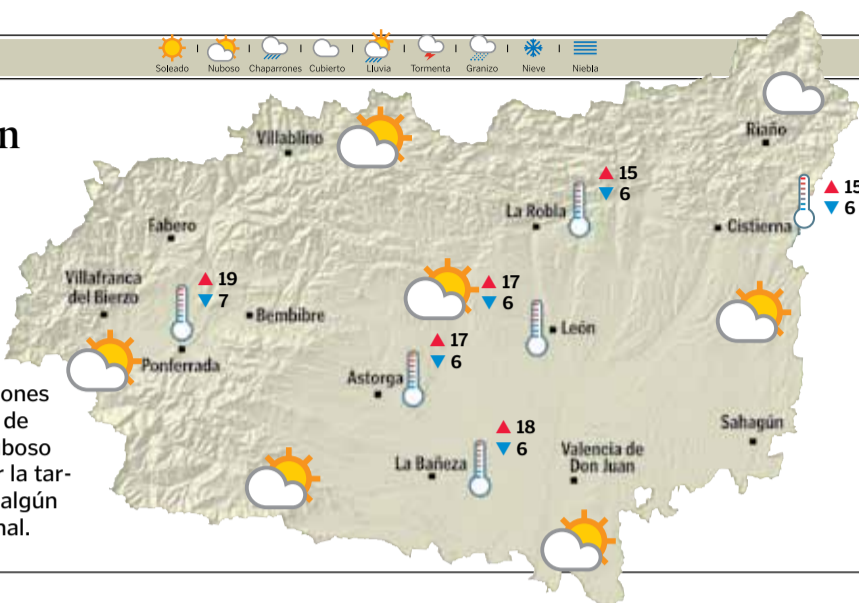 Soleado Nuboso Chaparrones Cubierto Lluvia Tormenta Granizo Nieve Niebla
n
Villablino
Riaño
15
6
La Robla
15
6
Cistierna
Fabero
Villafranca
del Bierzo
19
7
Bembibre
Ponferrada
17
6
León
17
6
Astorga
18
6
La Bañeza
Valencia de
Don Juan
Sahagún
ones
de
boso
r la tar-
algún
nal.